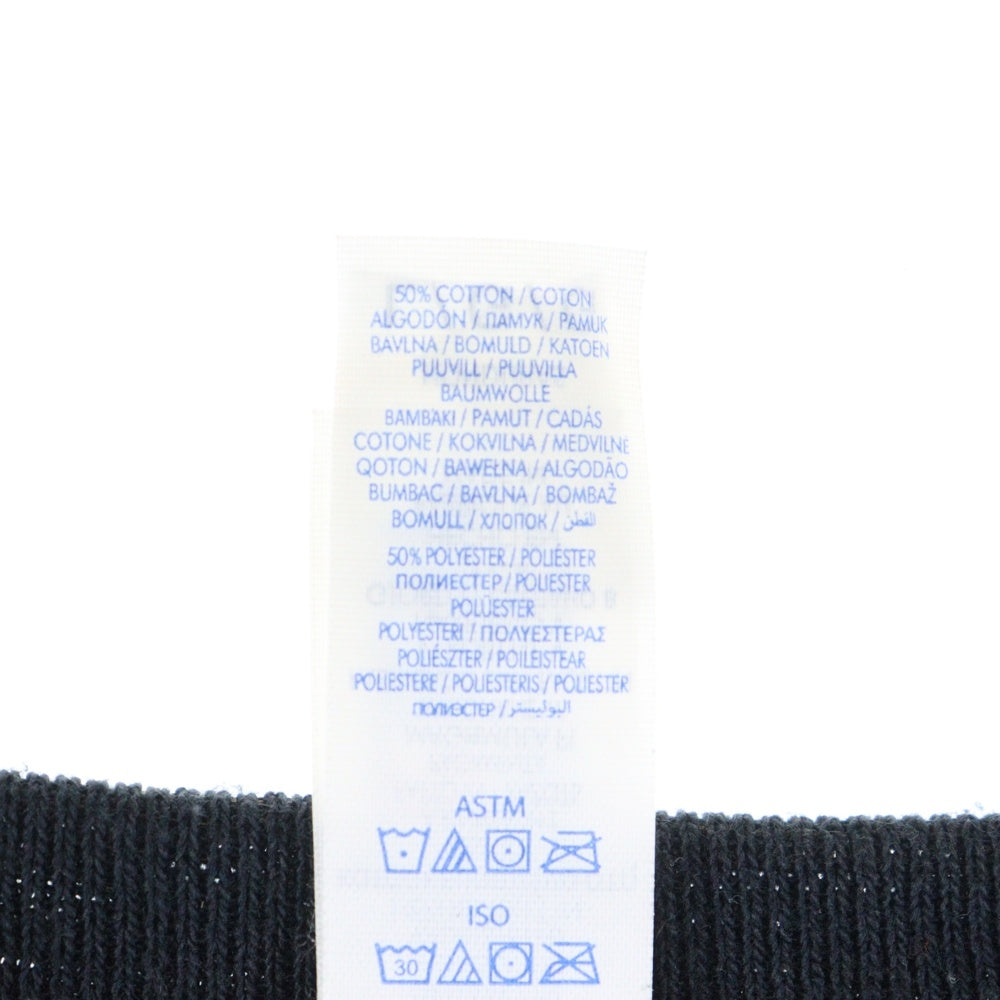 50% COTTON / COTON
ALGODÓN / ПАМУК / PAMUK
BAVLNA / BOMULD / KATOEN
PUUVILL / PUUVILLA
BAUMWOLLE
BAMBAKI / PAMUT / CADÁS
COTONE / KOKVILNA / MEDVILNĖ
QOTON / BAWEŁNA / ALGODÃO
BUMBAC / BAVLNA / BOMBAŽ
BOMULL / ХЛОПОК / القطن
50% POLYESTER / POLIÉSTER
ПОЛИЕСТЕР / POLIESTER
POLÜESTER
POLYESTERI / ΠΟΛΥΕΣΤΕΡΑΣ
POLIÉSZTER / POILEISTEAR
POLIESTERE / POLIESTERIS / POLIESTER
ПОЛИЭСТЕР / البوليستر
ASTM
ISO
30